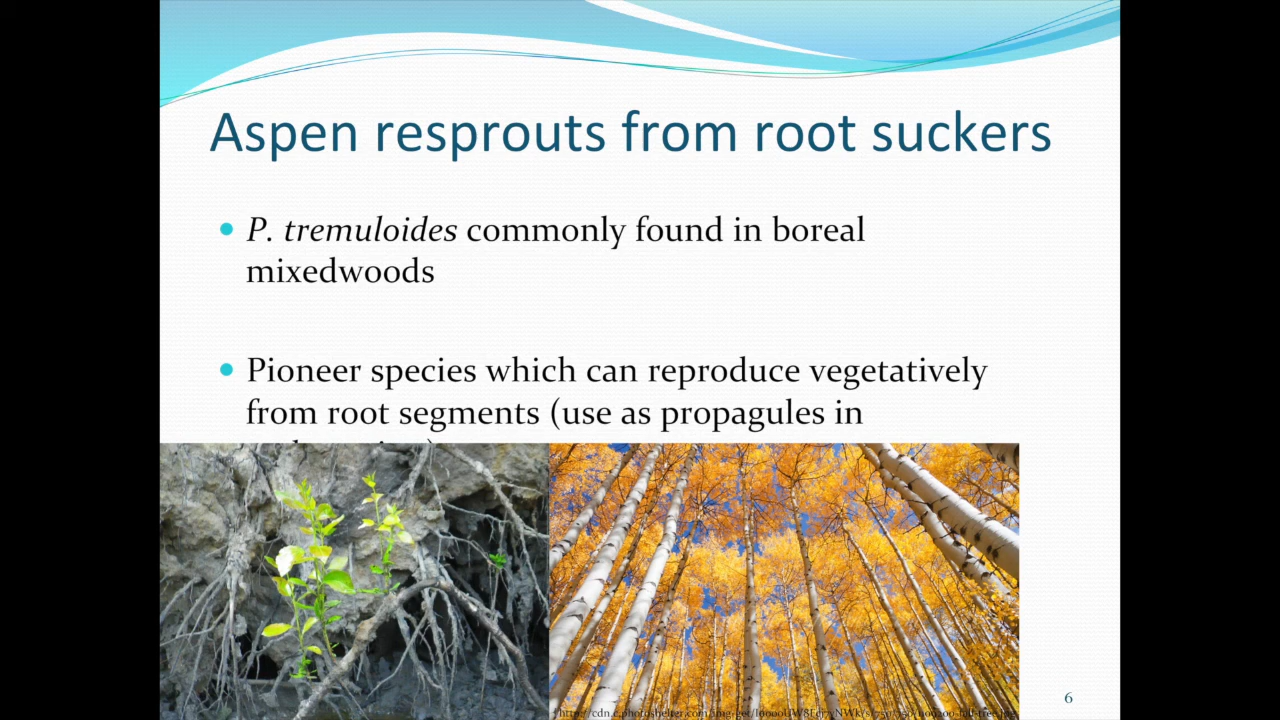 Aspen resprouts from root suckers
P. tremuloides commonly found in boreal
mixedwoods
Pioneer species which can reproduce vegetatively
from root segments (use as propagules in
6